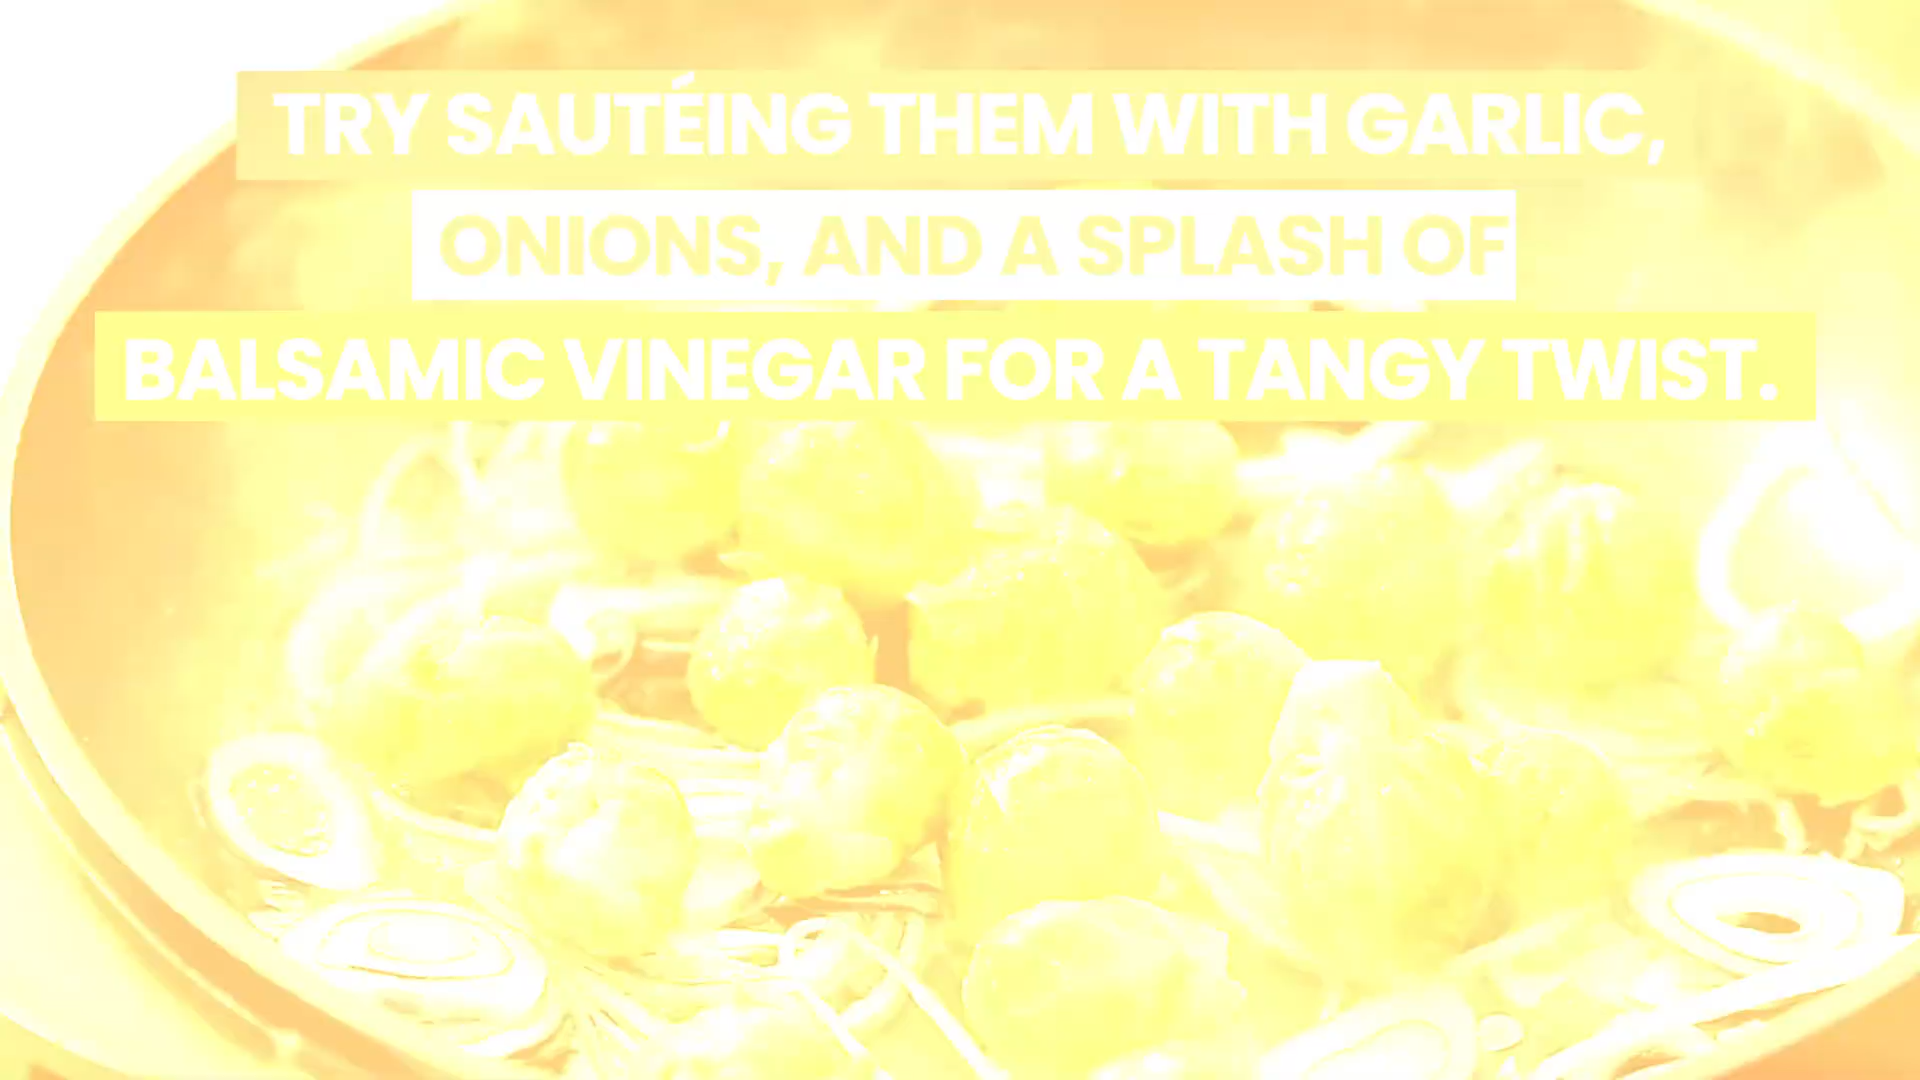 TRY SAUTÉING THEM WITH GARLIC,
ONIONS, AND A SPLASH OF
BALSAMIC VINEGAR FOR A TANGY TWIST.